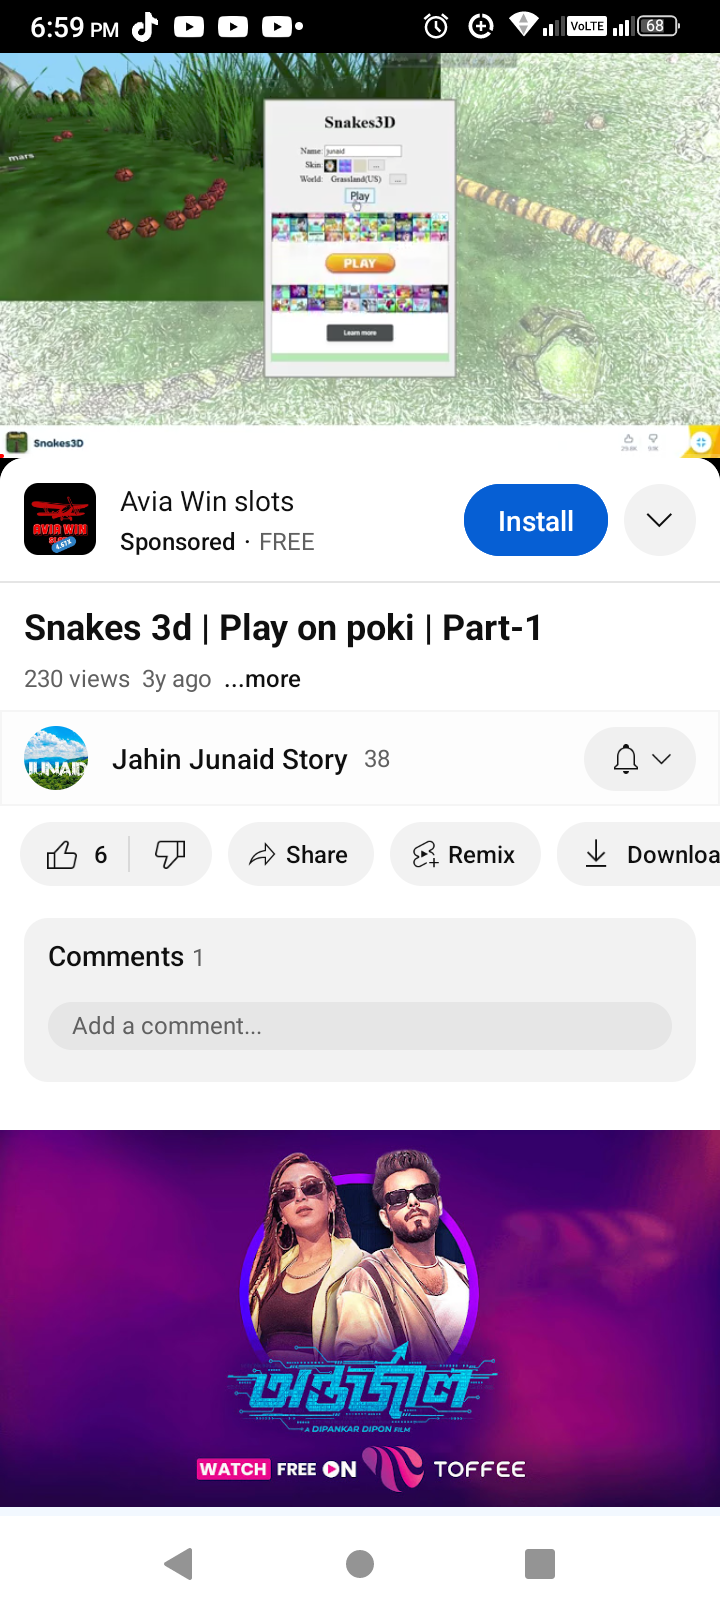 6:59 PM
VoLTE
68
Snakes3D
mars
Name: junaid
Skin: ...
World: Grassland(US) ...
Play
PLAY
Learn more
Snakes3D
AVIA WIN
Avia Win slots
Install
Sponsored · FREE
Snakes 3d | Play on poki | Part-1
230 views 3y ago ...more
JUNAID
Jahin Junaid Story 38
6
Share
Remix
Downloa
Comments 1
Add a comment...
অন্তর্জাল
A DIPANKAR DIPON FILM
WATCH FREE ON TOFFEE